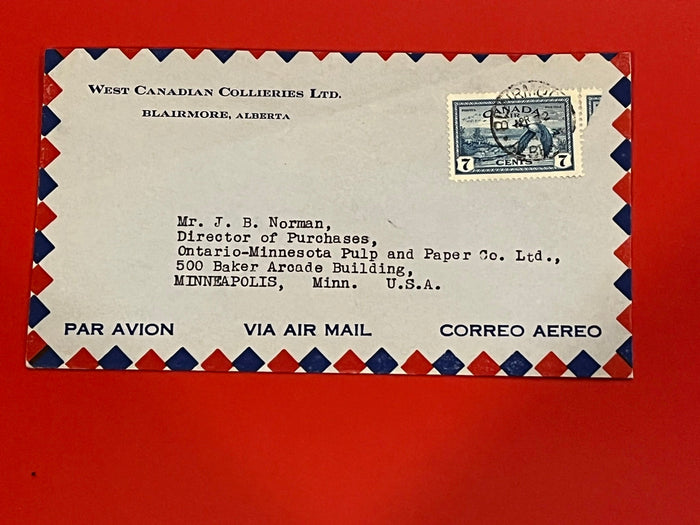 WEST CANADIAN COLLIERIES LTD.
BLAIRMORE, ALBERTA
CANADA
7 CENTS 7
Mr. J. B. Norman,
Director of Purchases,
Ontario-Minnesota Pulp and Paper Co. Ltd.,
500 Baker Arcade Building,
MINNEAPOLIS, Minn. U.S.A.
PAR AVION VIA AIR MAIL CORREO AEREO